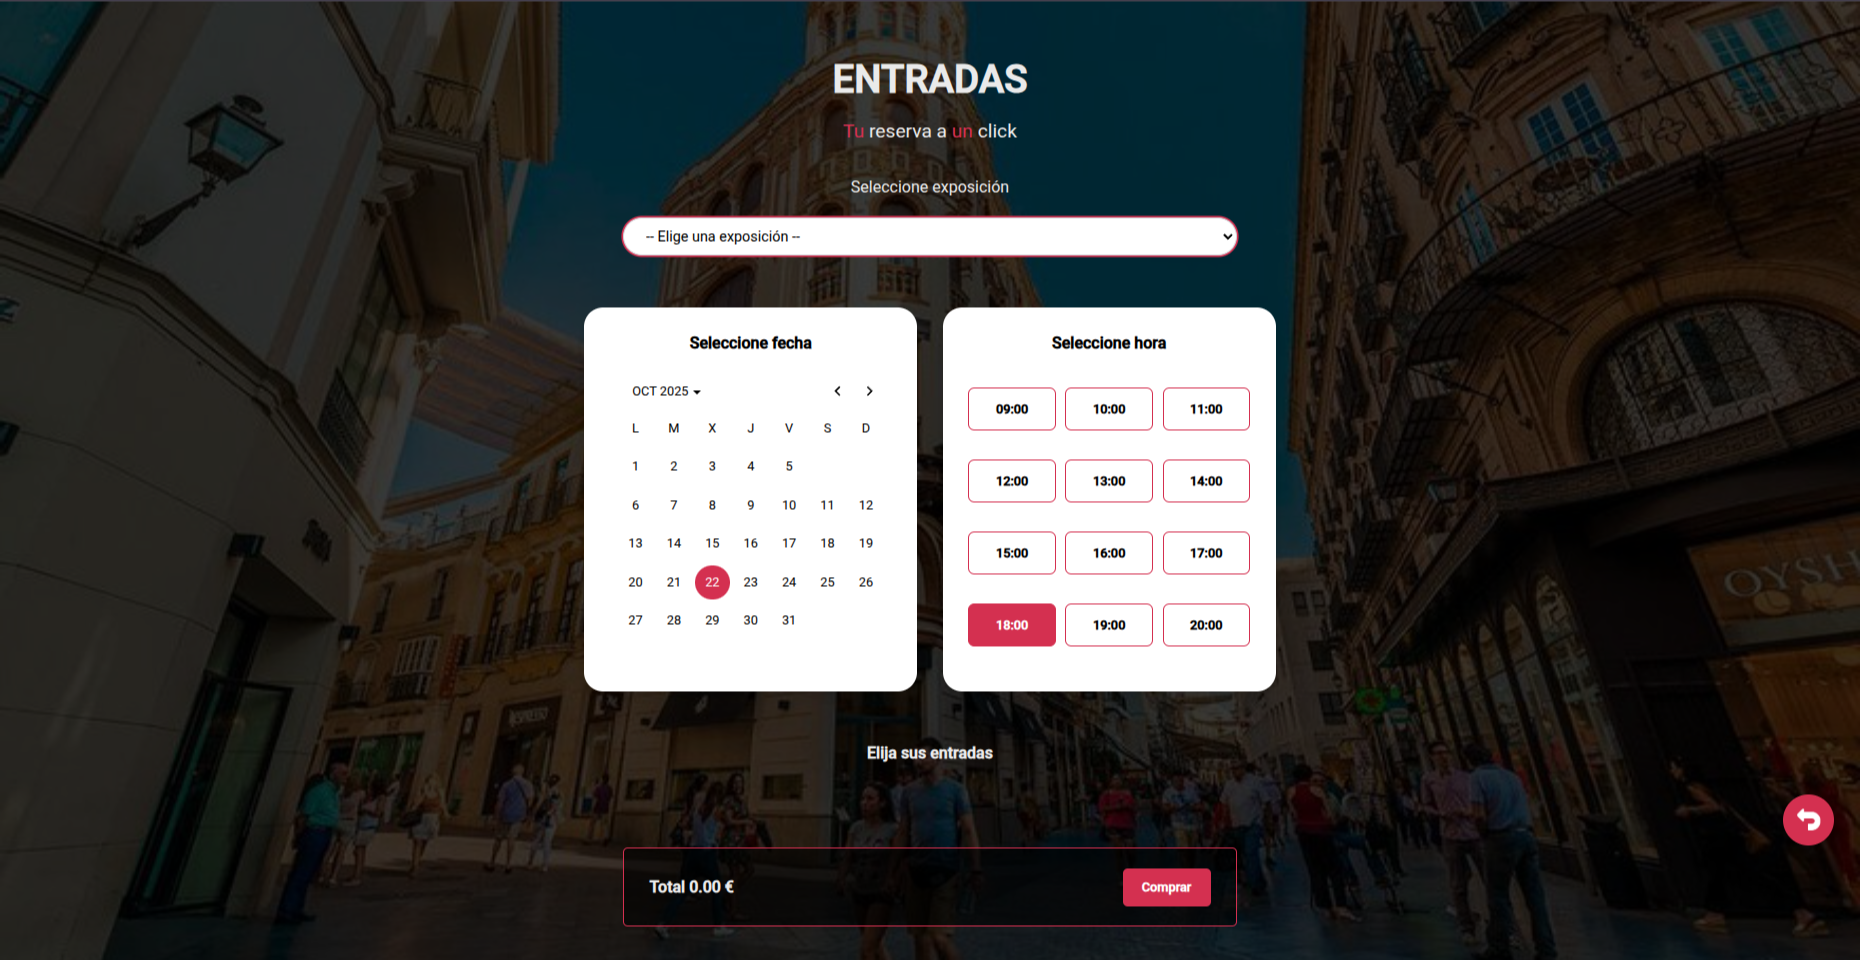 ENTRADAS
Tu reserva a un click
Seleccione exposición
-- Elige una exposición --
Seleccione fecha
OCT 2025
L M X J V S D
1 2 3 4 5
6 7 8 9 10 11 12
13 14 15 16 17 18 19
20 21 22 23 24 25 26
27 28 29 30 31
Seleccione hora
09:00 10:00 11:00
12:00 13:00 14:00
15:00 16:00 17:00
18:00 19:00 20:00
OYSH
Elija sus entradas
Total 0.00 €
Comprar